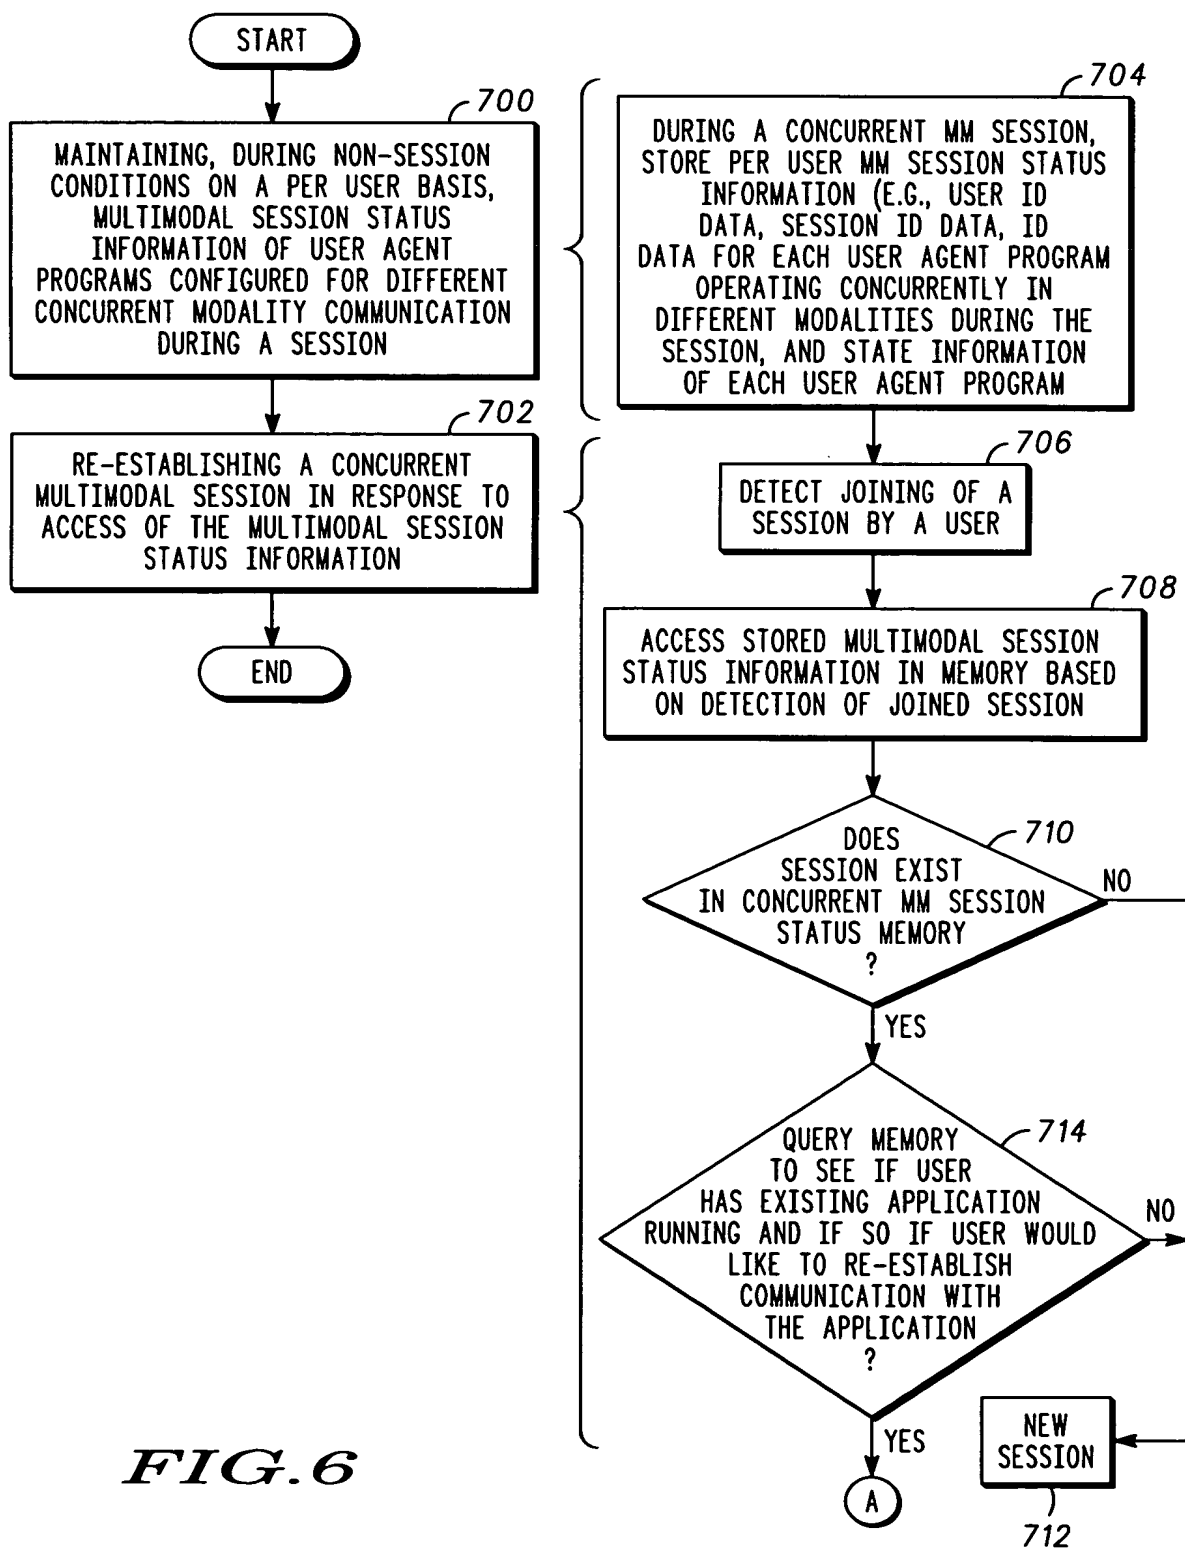 START
700
MAINTAINING, DURING NON-SESSION
CONDITIONS ON A PER USER BASIS,
MULTIMODAL SESSION STATUS
INFORMATION OF USER AGENT
PROGRAMS CONFIGURED FOR DIFFERENT
CONCURRENT MODALITY COMMUNICATION
DURING A SESSION
702
RE-ESTABLISHING A CONCURRENT
MULTIMODAL SESSION IN RESPONSE TO
ACCESS OF THE MULTIMODAL SESSION
STATUS INFORMATION
END
704
DURING A CONCURRENT MM SESSION,
STORE PER USER MM SESSION STATUS
INFORMATION (E.G., USER ID
DATA, SESSION ID DATA, ID
DATA FOR EACH USER AGENT PROGRAM
OPERATING CONCURRENTLY IN
DIFFERENT MODALITIES DURING THE
SESSION, AND STATE INFORMATION
OF EACH USER AGENT PROGRAM
706
DETECT JOINING OF A
SESSION BY A USER
708
ACCESS STORED MULTIMODAL SESSION
STATUS INFORMATION IN MEMORY BASED
ON DETECTION OF JOINED SESSION
710
DOES
SESSION EXIST
IN CONCURRENT MM SESSION
STATUS MEMORY
?
NO
YES
714
QUERY MEMORY
TO SEE IF USER
HAS EXISTING APPLICATION
RUNNING AND IF SO IF USER WOULD
LIKE TO RE-ESTABLISH
COMMUNICATION WITH
THE APPLICATION
?
NO
YES
A
NEW
SESSION
712
FIG.6